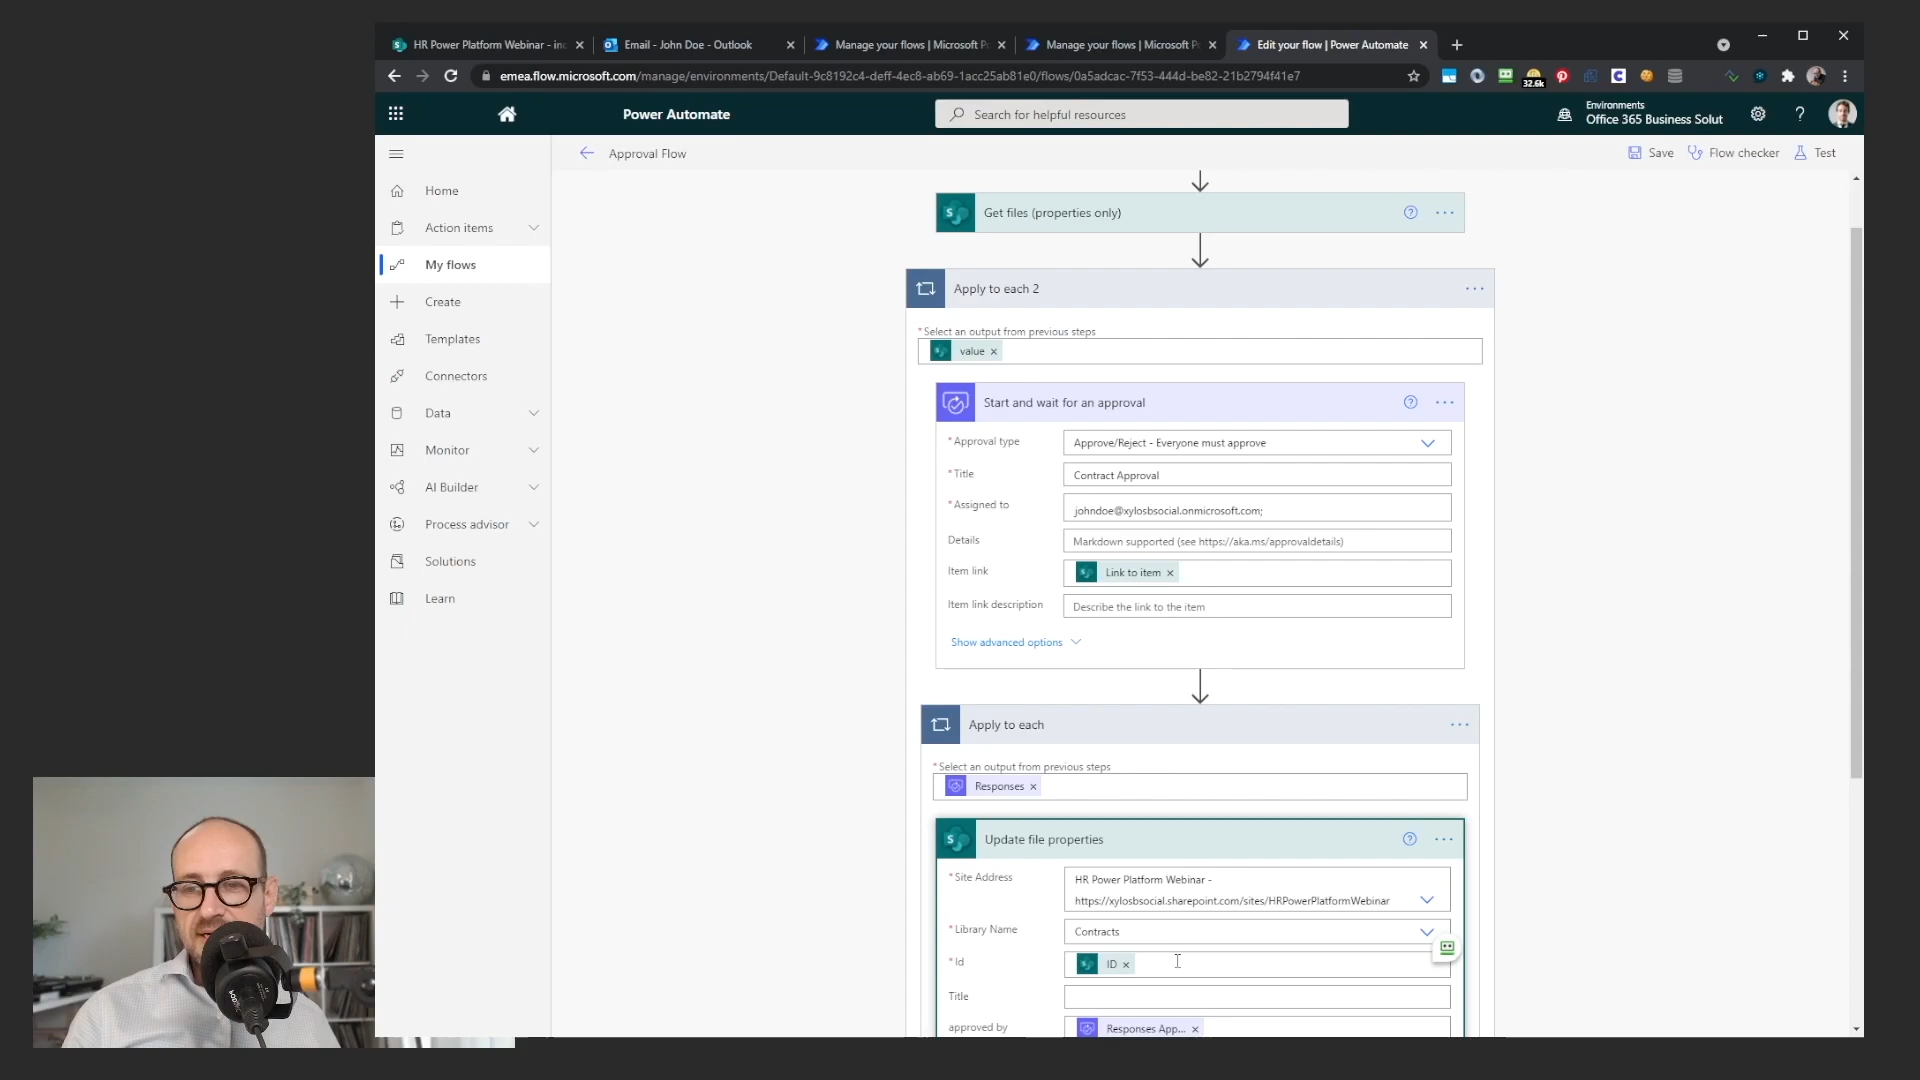 HR Power Platform Webinar - in
Email - John Doe - Outlook
Manage your flows | Microsoft P
Manage your flows | Microsoft P
Edit your flow | Power Automate
emea.flow.microsoft.com/manage/environments/Default-9c8192c4-deff-4ec8-ab69-1acc25ab81e0/flows/0a5adcac-7f53-444d-be82-21b2794f41e7
32.6k
Power Automate
Search for helpful resources
Environments
Office 365 Business Solut
Approval Flow
Save
Flow checker
Test
Home
Action items
My flows
Create
Templates
Connectors
Data
Monitor
AI Builder
Process advisor
Solutions
Learn
Get files (properties only)
Apply to each 2
* Select an output from previous steps
value
Start and wait for an approval
* Approval type
Approve/Reject - Everyone must approve
* Title
Contract Approval
* Assigned to
johndoe@xylosbsocial.onmicrosoft.com;
Details
Markdown supported (see https://aka.ms/approvaldetails)
Item link
Link to item
Item link description
Describe the link to the item
Show advanced options
Apply to each
* Select an output from previous steps
Responses
Update file properties
* Site Address
HR Power Platform Webinar -
https://xylosbsocial.sharepoint.com/sites/HRPowerPlatformWebinar
* Library Name
Contracts
* Id
ID
Title
approved by
Responses App...